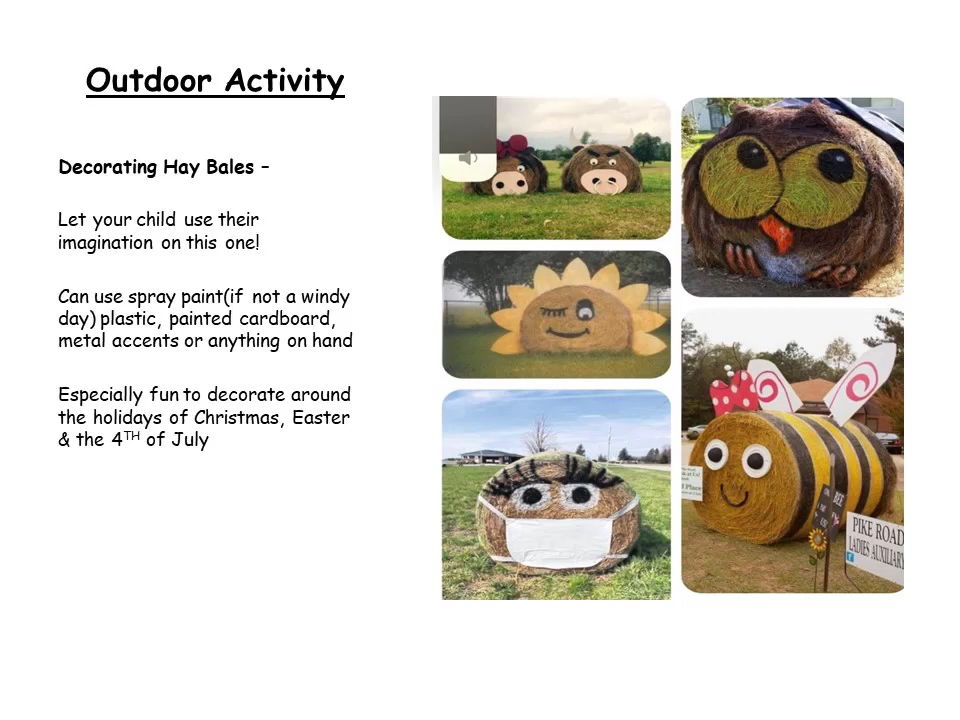 Outdoor Activity
Decorating Hay Bales –
Let your child use their
imagination on this one!
Can use spray paint(if not a windy
day) plastic, painted cardboard,
metal accents or anything on hand
Especially fun to decorate around
the holidays of Christmas, Easter
& the 4TH of July
BEE
PIKE ROAD
LADIES AUXILIARY